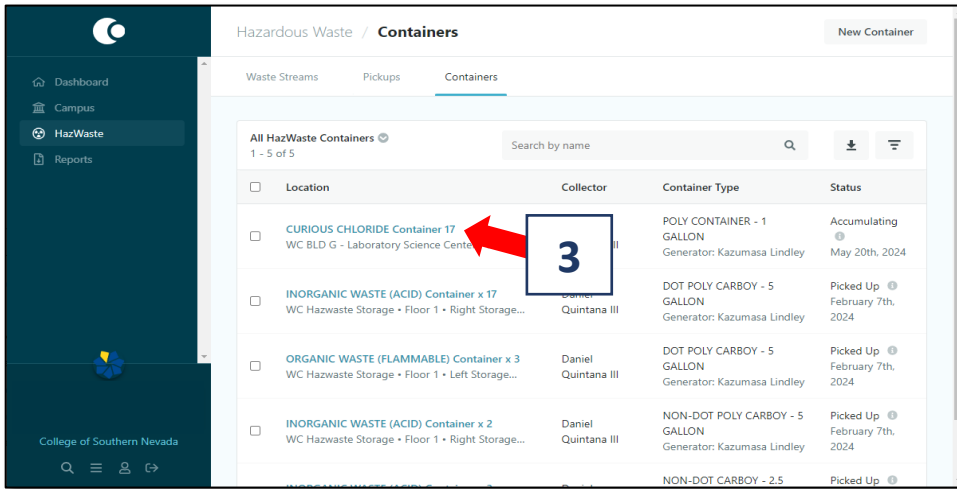 Hazardous Waste / Containers
New Container
Waste Streams Pickups Containers
Dashboard
Campus
HazWaste
Reports
College of Southern Nevada
All HazWaste Containers
1 - 5 of 5
Search by name
Location Collector Container Type Status
CURIOUS CHLORIDE Container 17
WC BLD G - Laboratory Science
3
POLY CONTAINER - 1
GALLON
Generator: Kazumasa Lindley
Accumulating
May 20th, 2024
INORGANIC WASTE (ACID) Container x 17
WC Hazwaste Storage • Floor 1 • Right Storage...
Daniel
Quintana III
DOT POLY CARBOY - 5
GALLON
Generator: Kazumasa Lindley
Picked Up
February 7th,
2024
ORGANIC WASTE (FLAMMABLE) Container x 3
WC Hazwaste Storage • Floor 1 • Left Storage...
Daniel
Quintana III
DOT POLY CARBOY - 5
GALLON
Generator: Kazumasa Lindley
Picked Up
February 7th,
2024
INORGANIC WASTE (ACID) Container x 2
WC Hazwaste Storage • Floor 1 • Right Storage...
Daniel
Quintana III
NON-DOT POLY CARBOY - 5
GALLON
Generator: Kazumasa Lindley
Picked Up
February 7th,
2024
NON-DOT CARBOY - 2.5
Picked Up